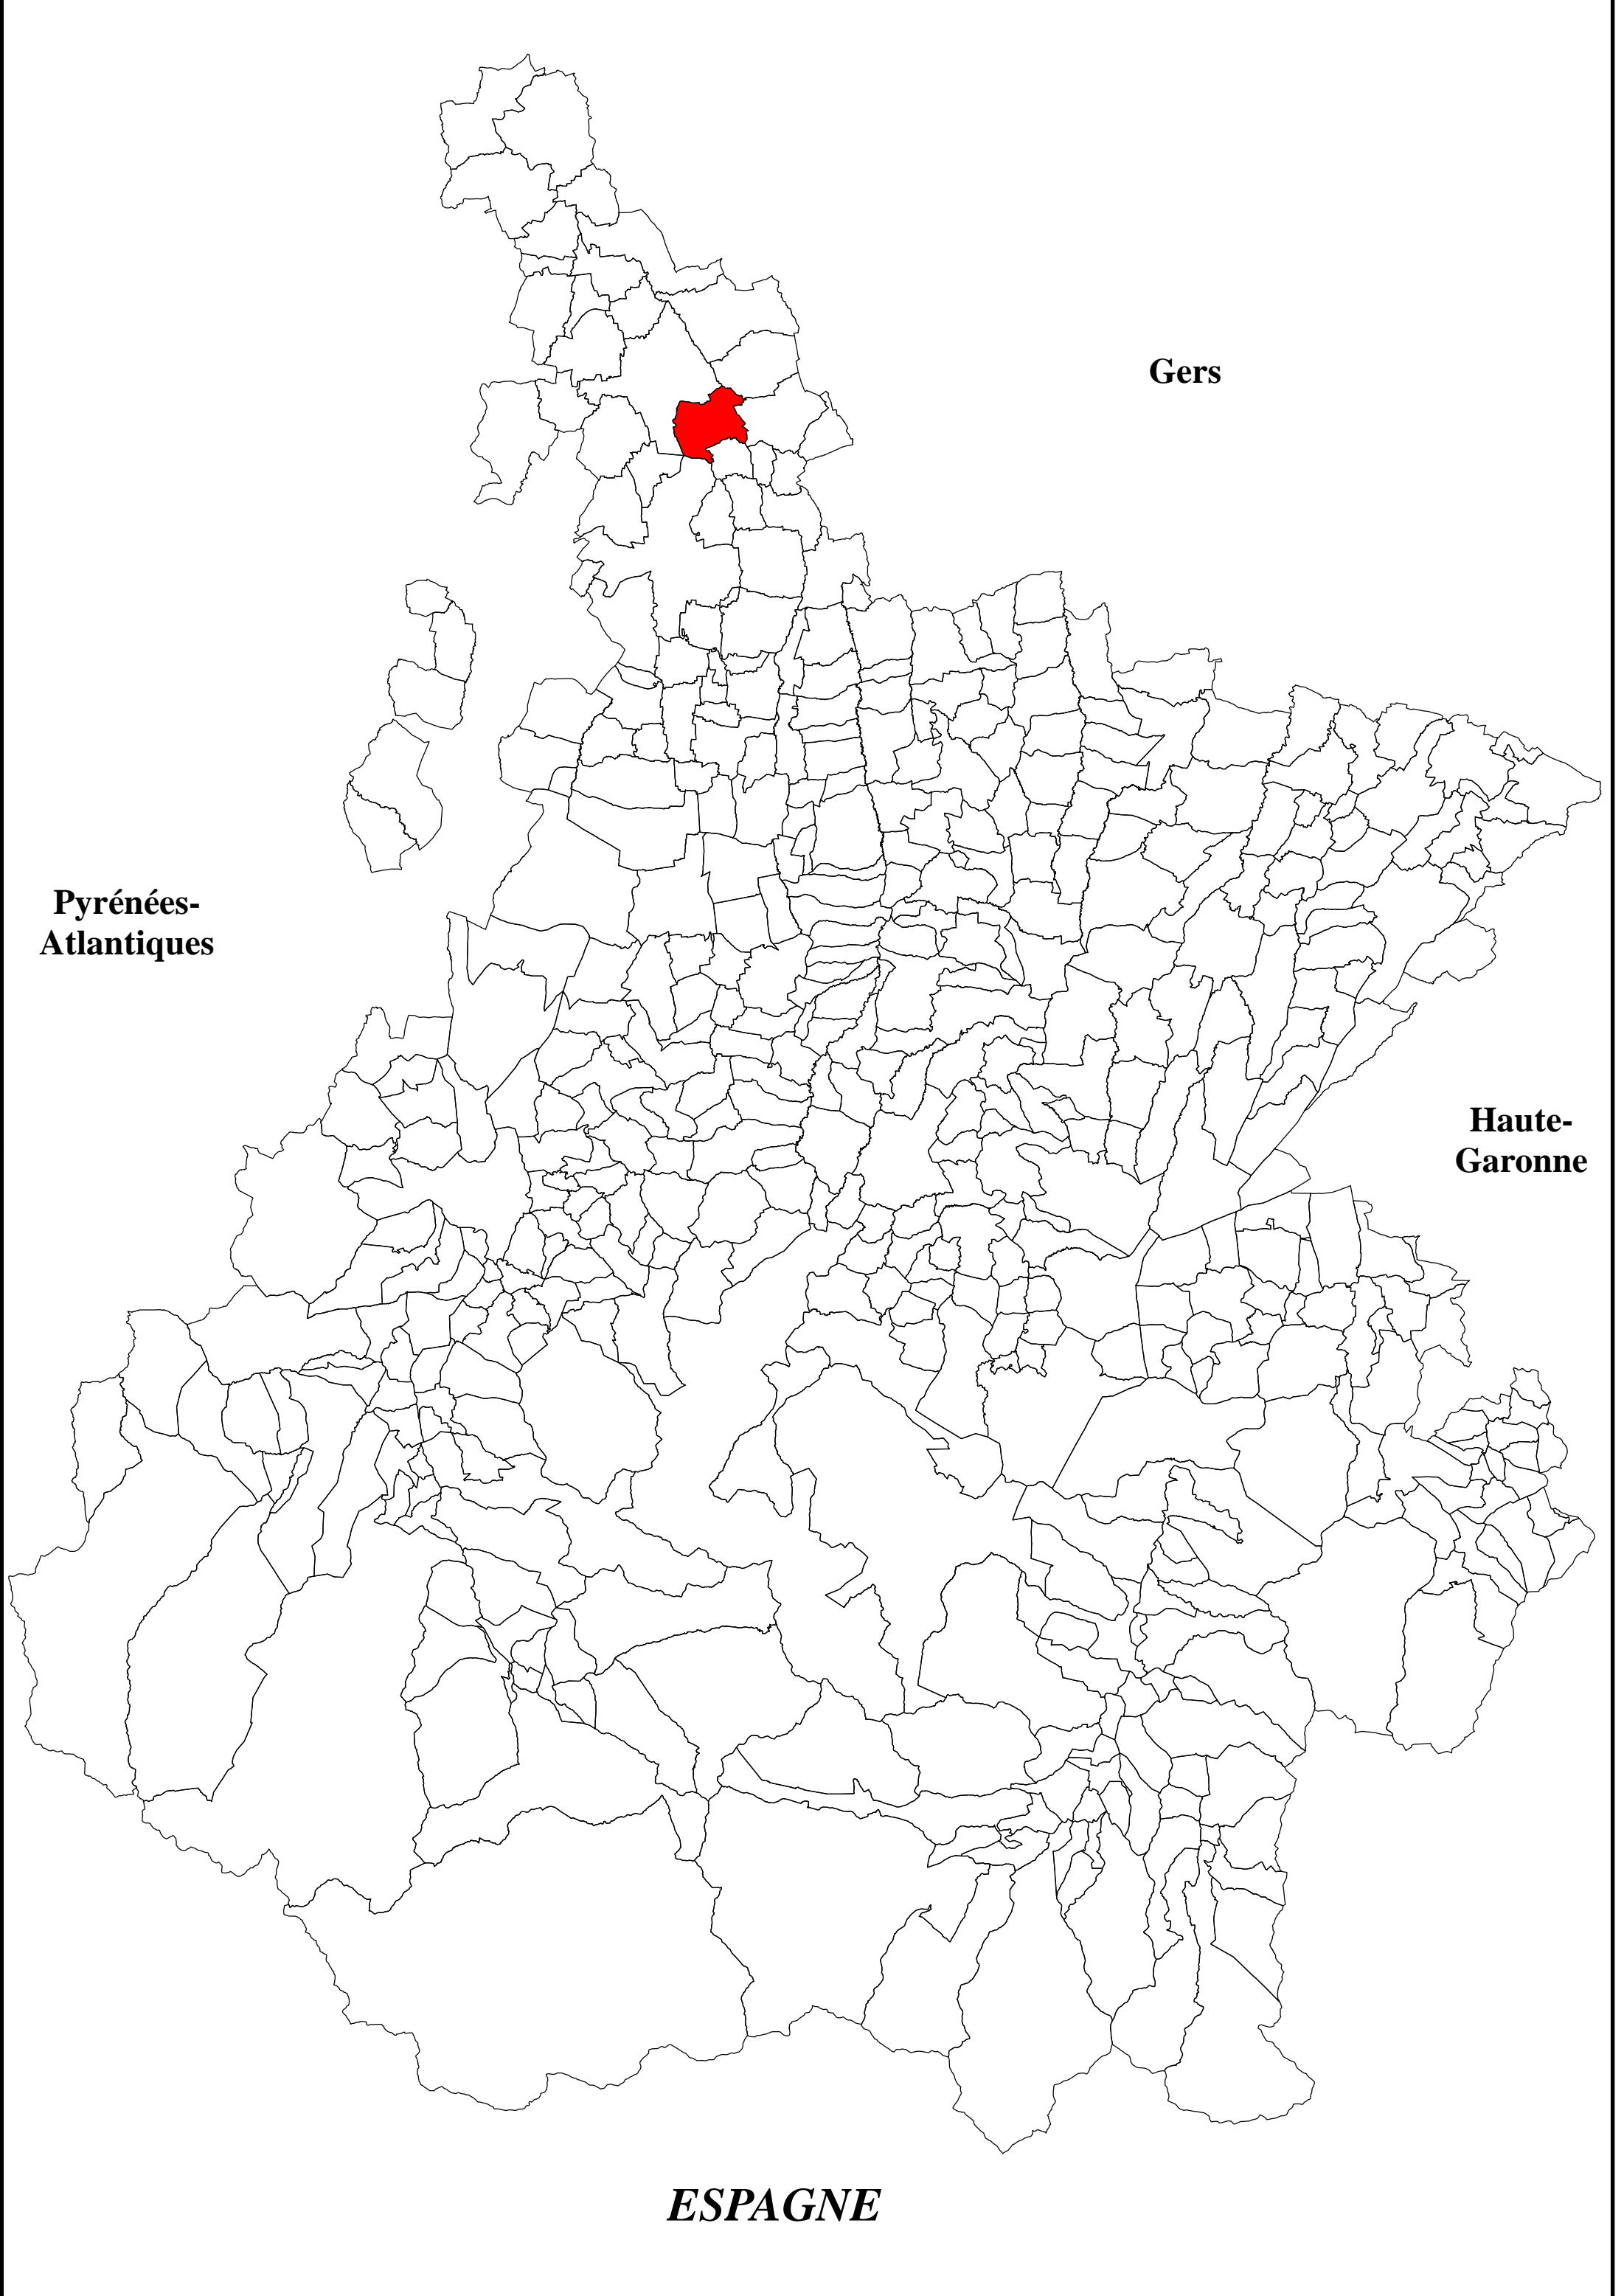 Gers
Pyrénées-
Atlantiques
Haute-
Garonne
ESPAGNE